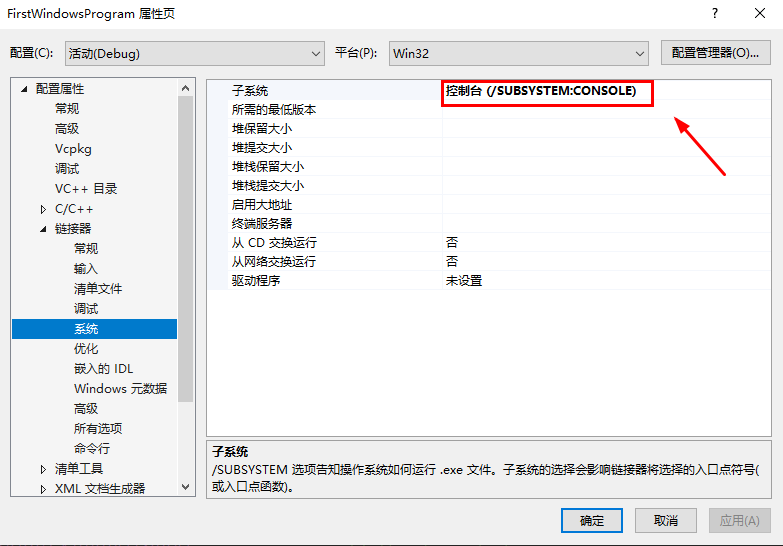 FirstWindowsProgram 属性页
配置(C):
活动(Debug)
平台(P):
Win32
配置管理器(O)...
配置属性
常规
高级
Vcpkg
调试
VC++ 目录
C/C++
链接器
常规
输入
清单文件
调试
系统
优化
嵌入的 IDL
Windows 元数据
高级
所有选项
命令行
清单工具
XML 文档生成器
子系统 控制台 (/SUBSYSTEM:CONSOLE)
所需的最低版本
堆保留大小
堆提交大小
堆栈保留大小
堆栈提交大小
启用大地址
终端服务器
从 CD 交换运行 否
从网络交换运行 否
驱动程序 未设置
子系统
/SUBSYSTEM 选项告知操作系统如何运行 .exe 文件。子系统的选择会影响链接器将选择的入口点符号(
或入口点函数)。
确定
取消
应用(A)